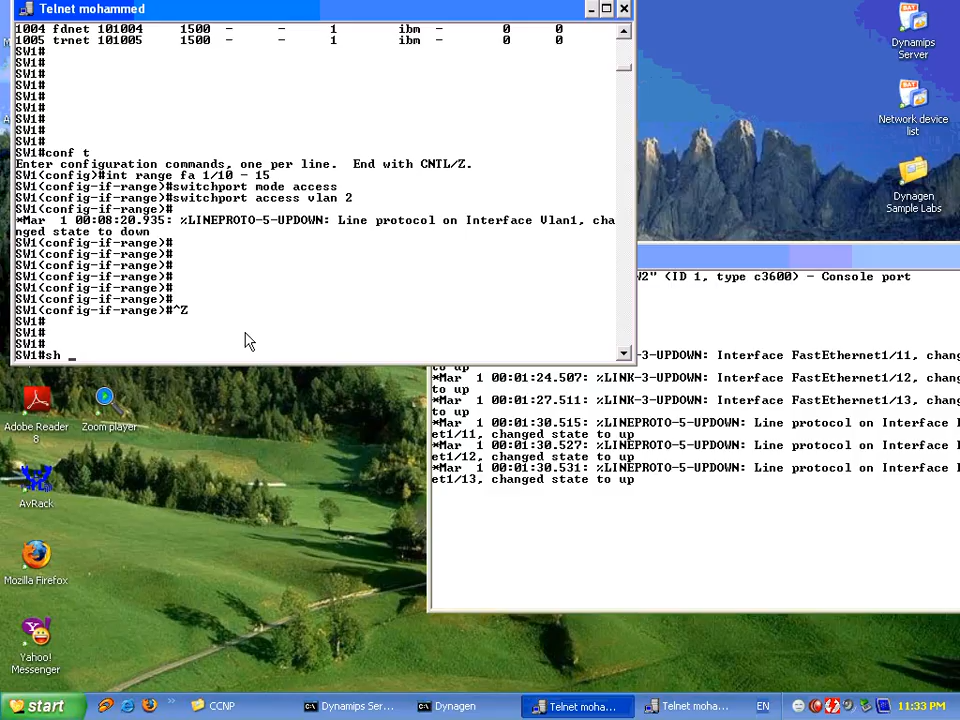 Telnet mohammed
1004 fdnet 101004 1500 - - 1 ibm - 0 0
1005 trnet 101005 1500 - - 1 ibm - 0 0
SW1#
SW1#
SW1#
SW1#
SW1#
SW1#
SW1#
SW1#
SW1#
SW1#conf t
Enter configuration commands, one per line. End with CNTL/Z.
SW1(config)#int range fa 1/10 - 15
SW1(config-if-range)#switchport mode access
SW1(config-if-range)#switchport access vlan 2
SW1(config-if-range)#
*Mar 1 00:08:20.935: %LINEPROTO-5-UPDOWN: Line protocol on Interface Vlan1, cha
nged state to down
SW1(config-if-range)#
SW1(config-if-range)#
SW1(config-if-range)#
SW1(config-if-range)#
SW1(config-if-range)#
SW1(config-if-range)#
SW1(config-if-range)#^Z
SW1#
SW1#
SW1#
SW1#sh _
Dynamips
Server
Network device
list
Dynagen
Sample Labs
W2" (ID 1, type c3600) - Console port
-3-UPDOWN: Interface FastEthernet1/11, chang
to up
*Mar 1 00:01:24.507: %LINK-3-UPDOWN: Interface FastEthernet1/12, chang
to up
*Mar 1 00:01:27.511: %LINK-3-UPDOWN: Interface FastEthernet1/13, chang
to up
*Mar 1 00:01:30.515: %LINEPROTO-5-UPDOWN: Line protocol on Interface
et1/11, changed state to up
*Mar 1 00:01:30.527: %LINEPROTO-5-UPDOWN: Line protocol on Interface
et1/12, changed state to up
*Mar 1 00:01:30.531: %LINEPROTO-5-UPDOWN: Line protocol on Interface
et1/13, changed state to up
Adobe Reader
8
Zoom player
AvRack
Mozilla Firefox
Yahoo!
Messenger
start
CCNP
Dynamips Ser...
Dynagen
Telnet moha...
Telnet moha...
EN
11:33 PM